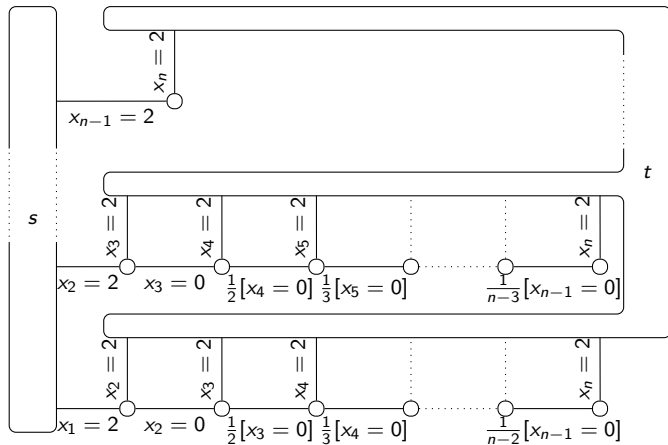 x_n = 2
x_{n−1} = 2
s
t
x_3 = 2
x_4 = 2
x_5 = 2
x_n = 2
x_2 = 2
x_3 = 0
1/2[x_4 = 0]
1/3[x_5 = 0]
1/n−3[x_{n−1} = 0]
x_2 = 2
x_3 = 2
x_4 = 2
x_n = 2
x_1 = 2
x_2 = 0
1/2[x_3 = 0]
1/3[x_4 = 0]
1/n−2[x_{n−1} = 0]